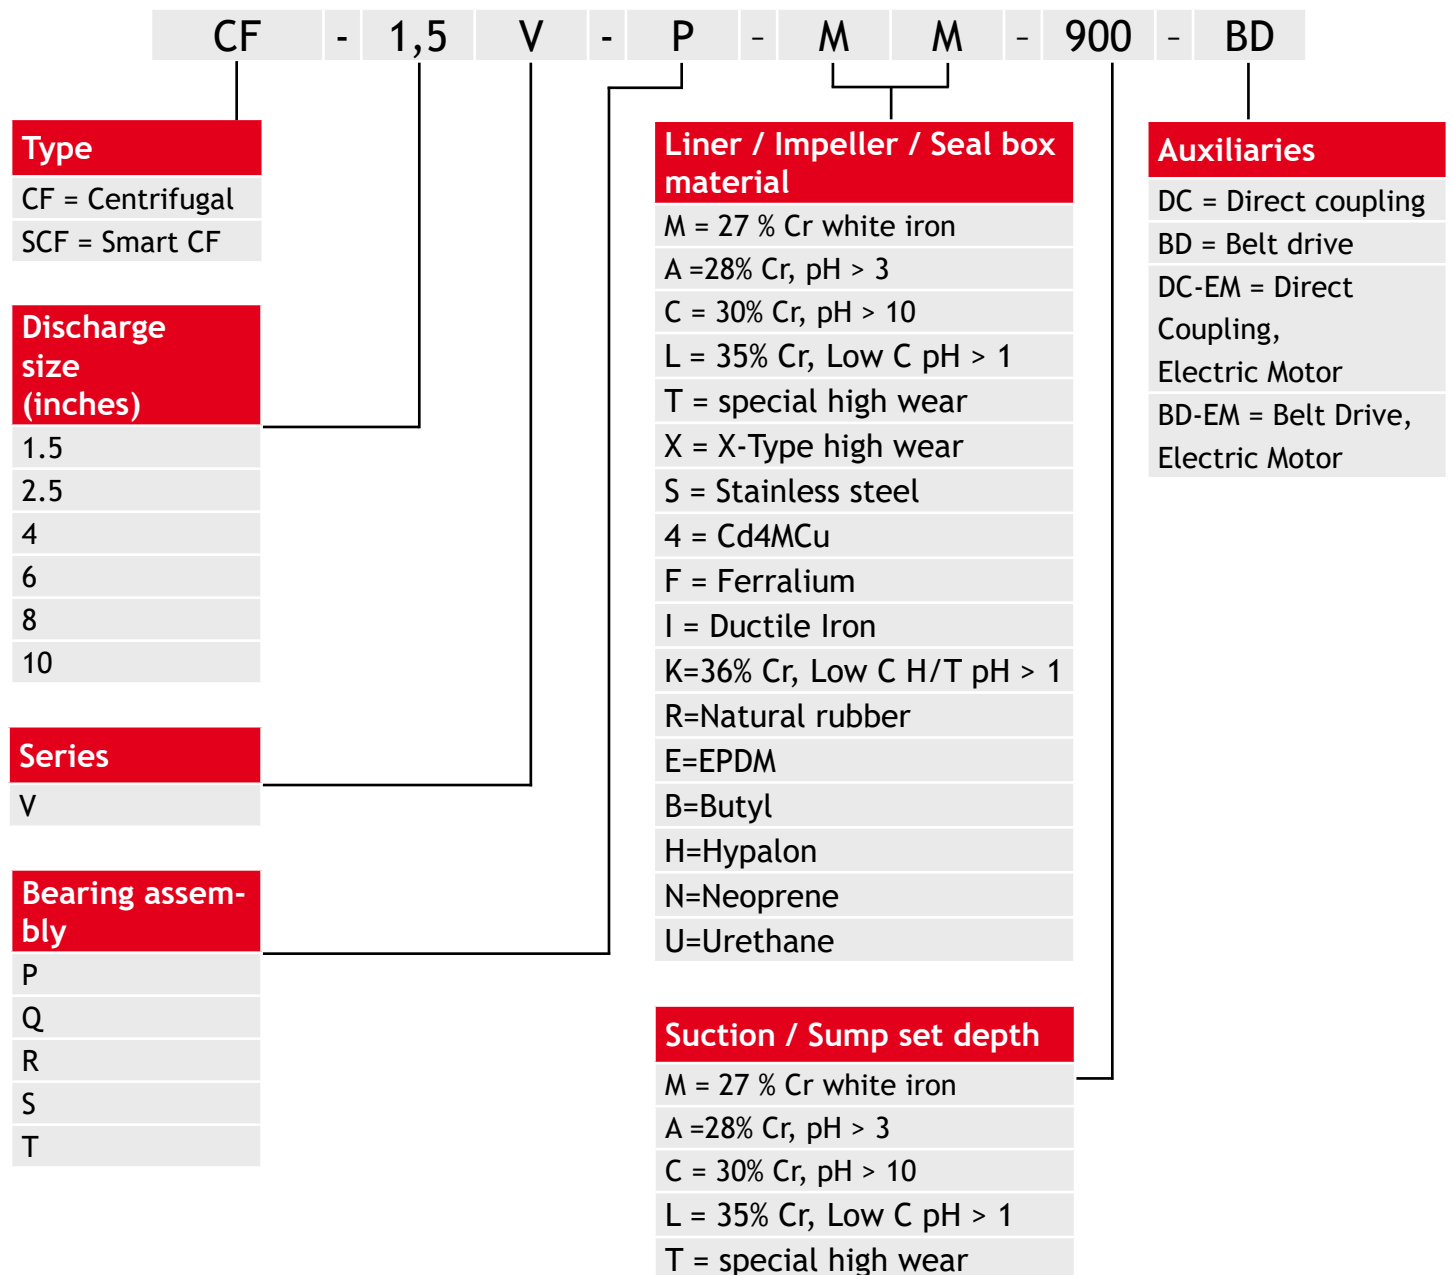 CF - 1,5 V - P - M M - 900 - BD
Type
CF = Centrifugal
SCF = Smart CF
Discharge
size
(inches)
1.5
2.5
4
6
8
10
Series
V
Bearing assem-
bly
P
Q
R
S
T
Liner / Impeller / Seal box
material
M = 27 % Cr white iron
A =28% Cr, pH > 3
C = 30% Cr, pH > 10
L = 35% Cr, Low C pH > 1
T = special high wear
X = X-Type high wear
S = Stainless steel
4 = Cd4MCu
F = Ferralium
I = Ductile Iron
K=36% Cr, Low C H/T pH > 1
R=Natural rubber
E=EPDM
B=Butyl
H=Hypalon
N=Neoprene
U=Urethane
Suction / Sump set depth
M = 27 % Cr white iron
A =28% Cr, pH > 3
C = 30% Cr, pH > 10
L = 35% Cr, Low C pH > 1
T = special high wear
Auxiliaries
DC = Direct coupling
BD = Belt drive
DC-EM = Direct
Coupling,
Electric Motor
BD-EM = Belt Drive,
Electric Motor